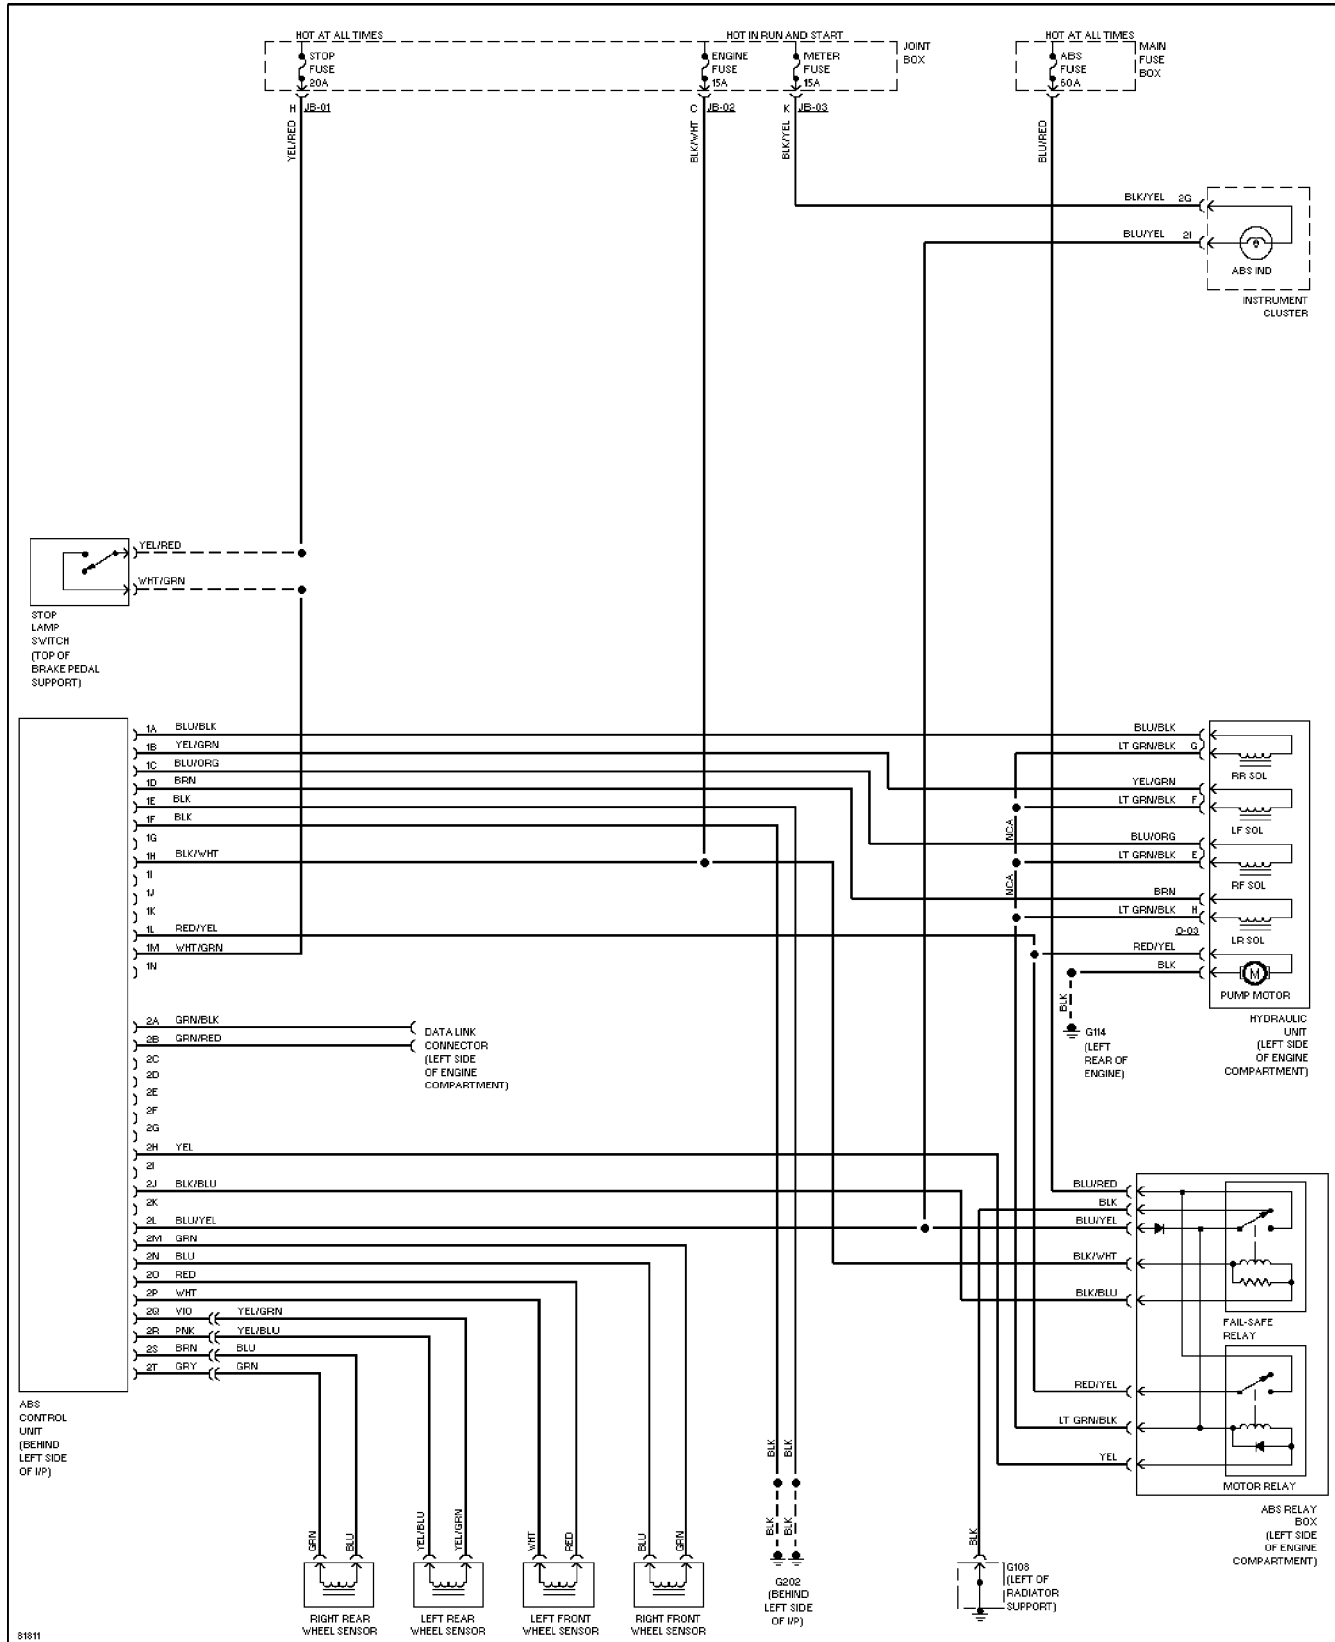 HOT AT ALL TIMES
HOT IN RUN AND START
HOT AT ALL TIMES
STOP
FUSE
20A
ENGINE
FUSE
15A
METER
FUSE
15A
JOINT
BOX
ABS
FUSE
60A
MAIN
FUSE
BOX
H JB-01
C JB-02
K JB-03
YEL/RED
BLK/WHT
BLK/YEL
BLU/RED
BLK/YEL 2G
BLU/YEL 2I
ABS IND
INSTRUMENT
CLUSTER
YEL/RED
WHT/GRN
STOP
LAMP
SWITCH
(TOP OF
BRAKE PEDAL
SUPPORT)
1A BLU/BLK
1B YEL/GRN
1C BLU/ORG
1D BRN
1E BLK
1F BLK
1G
1H BLK/WHT
1I
1J
1K
1L RED/YEL
1M WHT/GRN
1N
BLU/BLK
LT GRN/BLK G
RR SOL
YEL/GRN
LT GRN/BLK F
LF SOL
NCA
BLU/ORG
LT GRN/BLK E
RF SOL
NCA
BRN
LT GRN/BLK H
O-03
LR SOL
RED/YEL
BLK
PUMP MOTOR
M
HYDRAULIC
UNIT
(LEFT SIDE
OF ENGINE
COMPARTMENT)
BLK
G114
(LEFT
REAR OF
ENGINE)
2A GRN/BLK
2B GRN/RED
2C
2D
2E
2F
2G
2H YEL
2I
2J BLK/BLU
2K
2L BLU/YEL
2M GRN
2N BLU
2O RED
2P WHT
2Q VIO YEL/GRN
2R PNK YEL/BLU
2S BRN BLU
2T GRY GRN
DATA LINK
CONNECTOR
(LEFT SIDE
OF ENGINE
COMPARTMENT)
ABS
CONTROL
UNIT
(BEHIND
LEFT SIDE
OF I/P)
BLU/RED
BLK
BLU/YEL
BLK/WHT
BLK/BLU
FAIL-SAFE
RELAY
RED/YEL
LT GRN/BLK
YEL
MOTOR RELAY
ABS RELAY
BOX
(LEFT SIDE
OF ENGINE
COMPARTMENT)
GRN
BLU
YEL/BLU
YEL/GRN
WHT
RED
BLU
GRN
BLK
BLK
BLK
BLK
BLK
RIGHT REAR
WHEEL SENSOR
LEFT REAR
WHEEL SENSOR
LEFT FRONT
WHEEL SENSOR
RIGHT FRONT
WHEEL SENSOR
G202
(BEHIND
LEFT SIDE
OF I/P)
G108
(LEFT OF
RADIATOR
SUPPORT)
81811